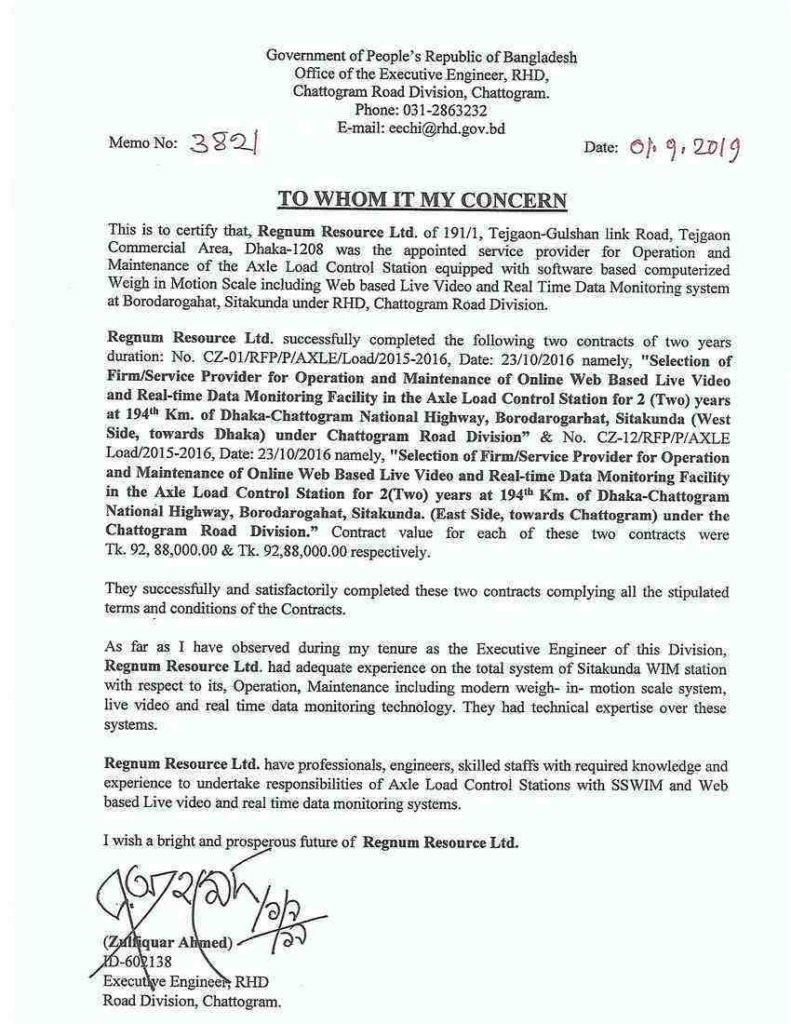 Government of People's Republic of Bangladesh
Office of the Executive Engineer, RHD,
Chattogram Road Division, Chattogram.
Phone: 031-2863232
E-mail: eechi@rhd.gov.bd
Memo No: 3821
Date: 01.9.2019
TO WHOM IT MY CONCERN
This is to certify that, Regnum Resource Ltd. of 191/1, Tejgaon-Gulshan link Road, Tejgaon
Commercial Area, Dhaka-1208 was the appointed service provider for Operation and
Maintenance of the Axle Load Control Station equipped with software based computerized
Weigh in Motion Scale including Web based Live Video and Real Time Data Monitoring system
at Borodarogahat, Sitakunda under RHD, Chattogram Road Division.
Regnum Resource Ltd. successfully completed the following two contracts of two years
duration: No. CZ-01/RFP/P/AXLE/Load/2015-2016, Date: 23/10/2016 namely, "Selection of
Firm/Service Provider for Operation and Maintenance of Online Web Based Live Video
and Real-time Data Monitoring Facility in the Axle Load Control Station for 2 (Two) years
at 194th Km. of Dhaka-Chattogram National Highway, Borodarogarhat, Sitakunda (West
Side, towards Dhaka) under Chattogram Road Division" & No. CZ-12/RFP/P/AXLE
Load/2015-2016, Date: 23/10/2016 namely, "Selection of Firm/Service Provider for Operation
and Maintenance of Online Web Based Live Video and Real-time Data Monitoring Facility
in the Axle Load Control Station for 2(Two) years at 194th Km. of Dhaka-Chattogram
National Highway, Borodarogahat, Sitakunda. (East Side, towards Chattogram) under the
Chattogram Road Division." Contract value for each of these two contracts were
Tk. 92, 88,000.00 & Tk. 92,88,000.00 respectively.
They successfully and satisfactorily completed these two contracts complying all the stipulated
terms and conditions of the Contracts.
As far as I have observed during my tenure as the Executive Engineer of this Division,
Regnum Resource Ltd. had adequate experience on the total system of Sitakunda WIM station
with respect to its, Operation, Maintenance including modern weigh- in- motion scale system,
live video and real time data monitoring technology. They had technical expertise over these
systems.
Regnum Resource Ltd. have professionals, engineers, skilled staffs with required knowledge and
experience to undertake responsibilities of Axle Load Control Stations with SSWIM and Web
based Live video and real time data monitoring systems.
I wish a bright and prosperous future of Regnum Resource Ltd.
(Zulfiquar Ahmed)
ID-602138
Executive Engineer, RHD
Road Division, Chattogram.